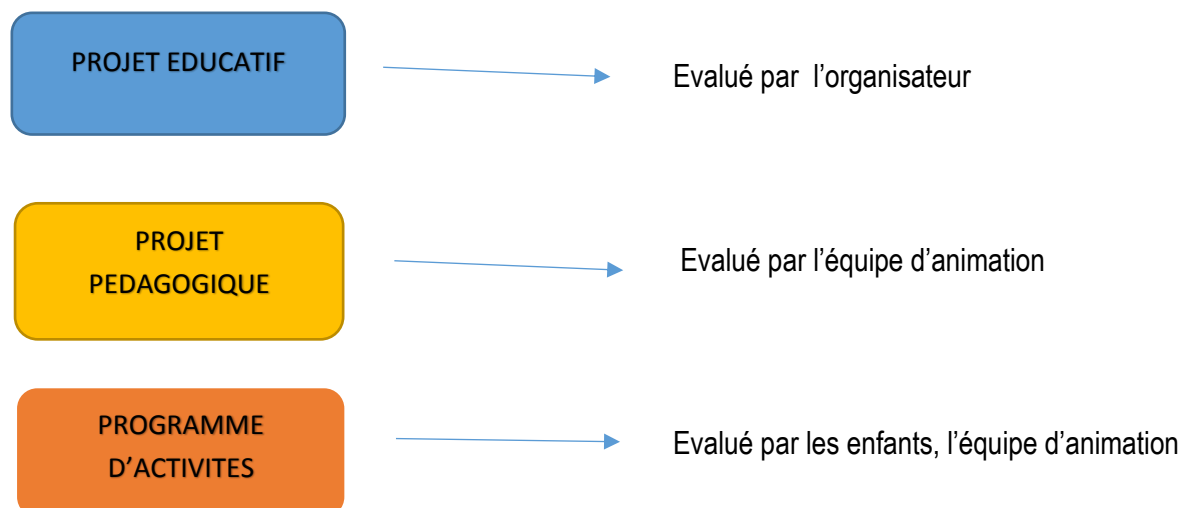 PROJET EDUCATIF
Evalué par l’organisateur
PROJET
PEDAGOGIQUE
Evalué par l’équipe d’animation
PROGRAMME
D’ACTIVITES
Evalué par les enfants, l’équipe d’animation